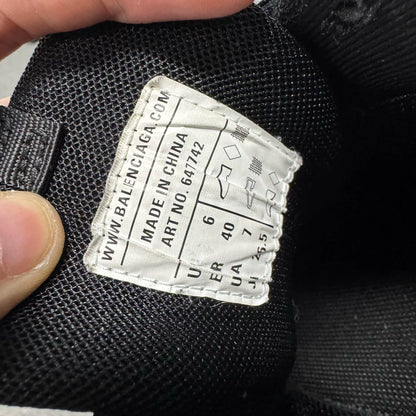 WWW.BALENCIAGA.COM
MADE IN CHINA
ART NO. 647742
6
ER 40
UA 7
25.5